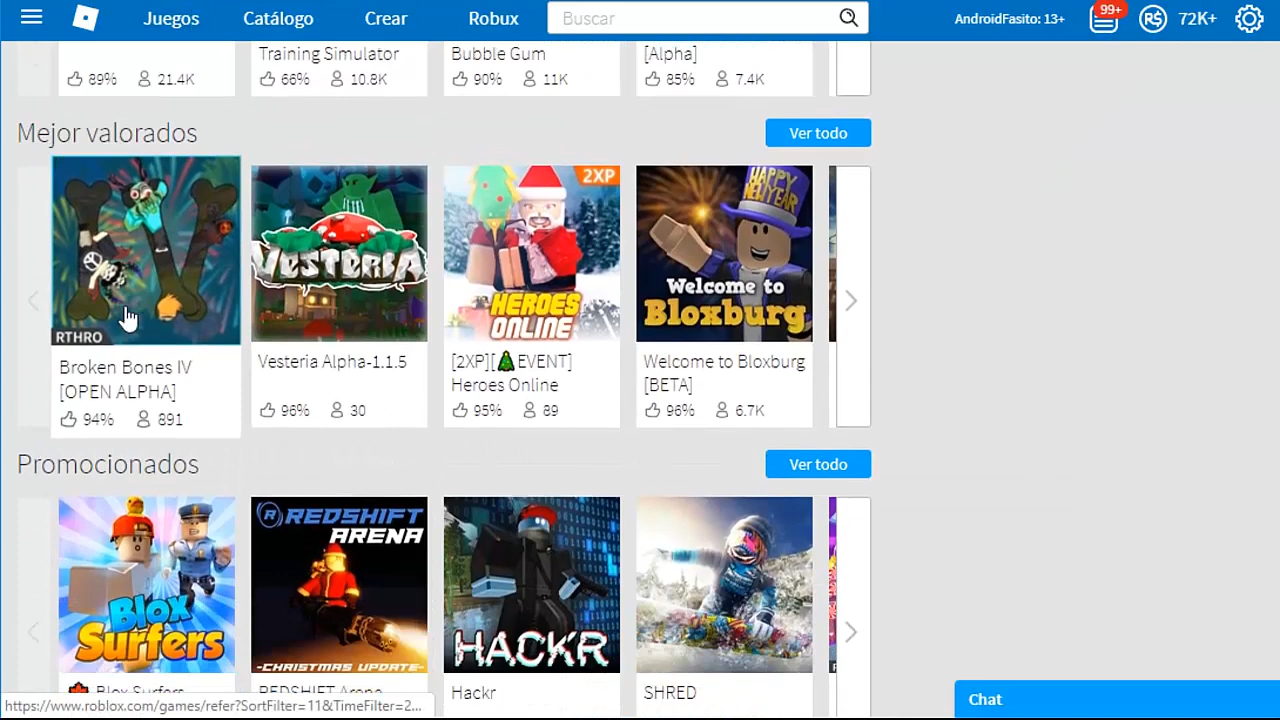 Juegos Catálogo Crear Robux Buscar AndroidFasito: 13+ 99+ R$ 72K+
Training Simulator Bubble Gum [Alpha]
89% 21.4K 66% 10.8K 90% 11K 85% 7.4K
Mejor valorados Ver todo
RTHRO
VESTERIA
2XP
HEROES ONLINE
HAPPY NEW YEAR
Welcome to Bloxburg
Broken Bones IV
[OPEN ALPHA]
94% 891
Vesteria Alpha-1.1.5
96% 30
[2XP][🎄EVENT]
Heroes Online
95% 89
Welcome to Bloxburg
[BETA]
96% 6.7K
Promocionados Ver todo
Blox Surfers
REDSHIFT
ARENA
-CHRISTMAS UPDATE-
HACKR
Blox Surfers REDSHIFT Arena Hackr SHRED
https://www.roblox.com/games/refer?SortFilter=11&TimeFilter=2...
Chat